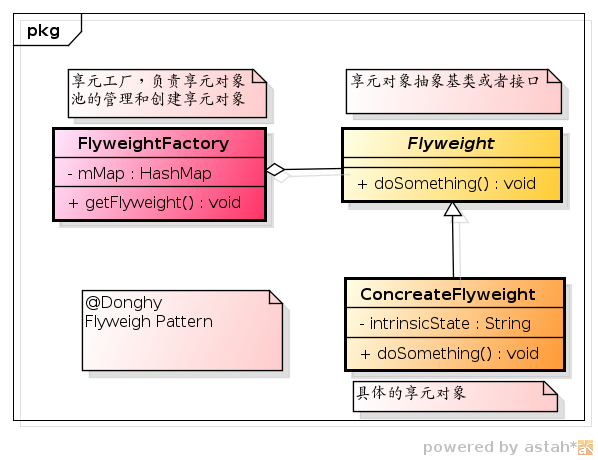 pkg
享元工厂，负责享元对象
池的管理和创建享元对象
享元对象抽象基类或者接口
FlyweightFactory
- mMap : HashMap
+ getFlyweight() : void
Flyweight
+ doSomething() : void
@Donghy
Flyweigh Pattern
ConcreateFlyweight
- intrinsicState : String
+ doSomething() : void
具体的享元对象
powered by astah*